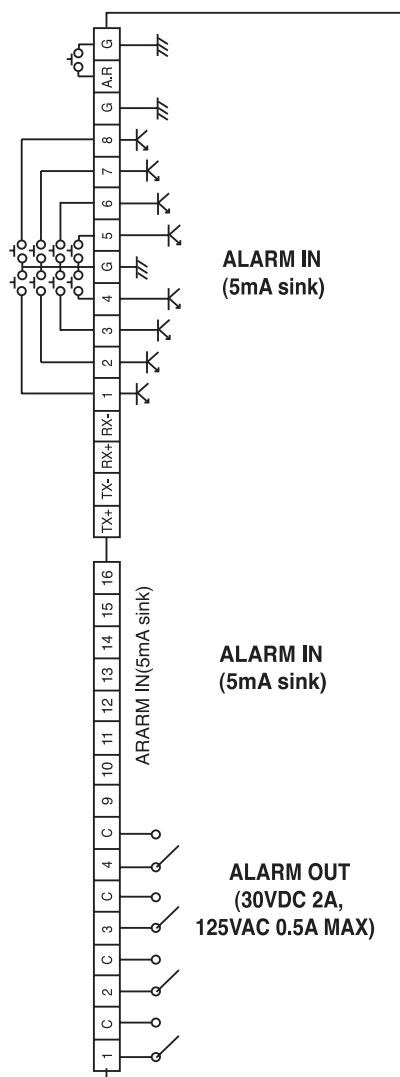 G
A.R
G
8
7
6
5
G
4
3
2
1
RX-
RX+
TX-
TX+
ALARM IN
(5mA sink)
16
15
14
13
12
11
10
9
C
4
C
3
C
2
C
1
ARARM IN(5mA sink)
ALARM IN
(5mA sink)
ALARM OUT
(30VDC 2A,
125VAC 0.5A MAX)